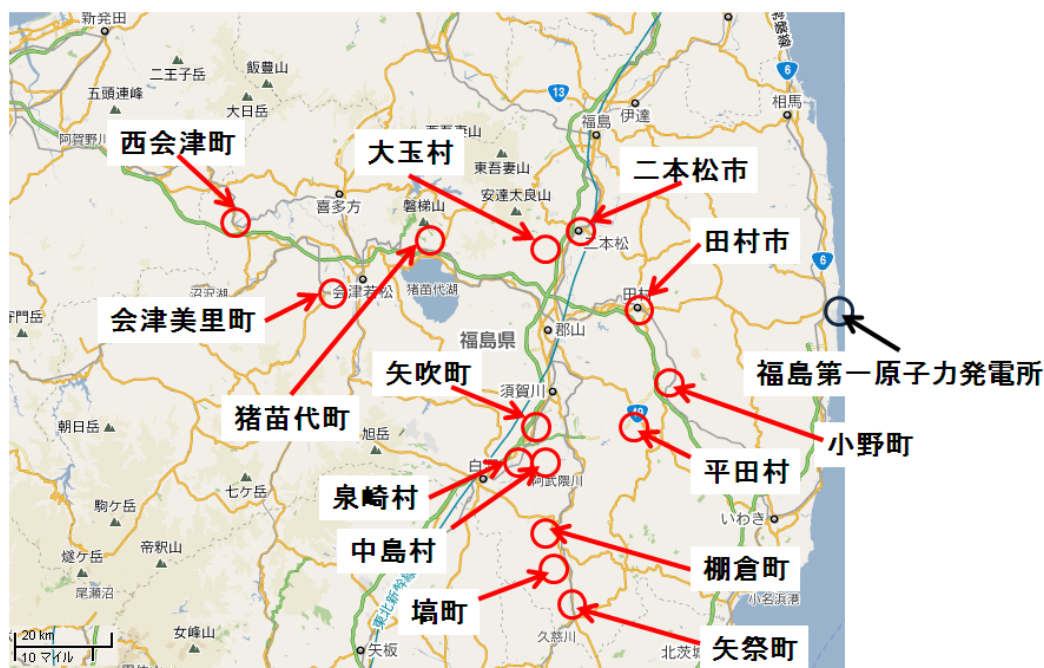 新発田
二王子岳
飯豊山
五頭連峰
大日岳
阿賀野川
13
6
伊達
相馬
福島
西会津町
大玉村
東吾妻山
二本松市
安達太良山
喜多方
磐梯山
二本松
田村市
6
沼沢湖
会津若松
猪苗代湖
田村
会津美里町
福島県
郡山
福島第一原子力発電所
矢吹町
須賀川
猪苗代町
小野町
朝日岳
旭岳
49
平田村
泉崎村
阿武隈川
七ケ岳
駒ケ岳
いわき
中島村
棚倉町
燧ケ岳
帝釈山
尾瀬沼
東北新幹線
塙町
小名浜港
女峰山
矢祭町
久慈川
矢板
20 km
10 マイル